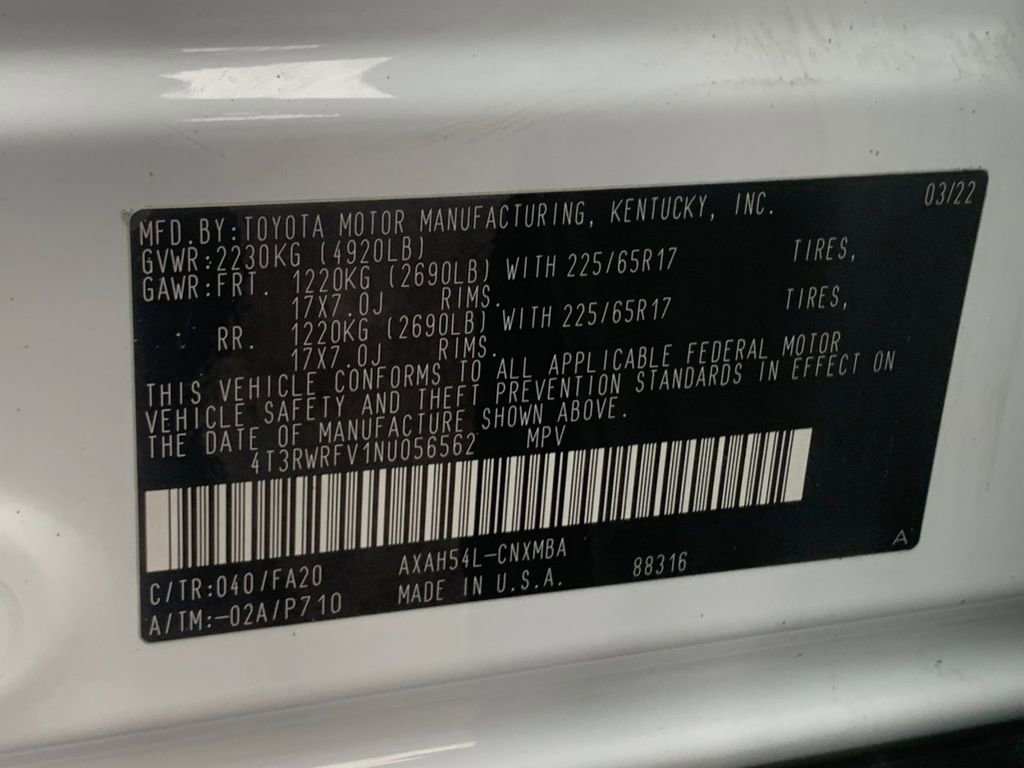 03/22
MFD.BY:TOYOTA MOTOR MANUFACTURING, KENTUCKY, INC.
GVWR:2230KG (4920LB)
GAWR:FRT. 1220KG (2690LB) WITH 225/65R17 TIRES,
17X7.0J RIMS.
RR. 1220KG (2690LB) WITH 225/65R17 TIRES,
17X7.0J RIMS.
THIS VEHICLE CONFORMS TO ALL APPLICABLE FEDERAL MOTOR
VEHICLE SAFETY AND THEFT PREVENTION STANDARDS IN EFFECT ON
THE DATE OF MANUFACTURE SHOWN ABOVE.
4T3RWRFV1NU056562 MPV
C/TR:040/FA20 AXAH54L-CNXMBA 88316 A
A/TM:-02A/P710 MADE IN U.S.A.